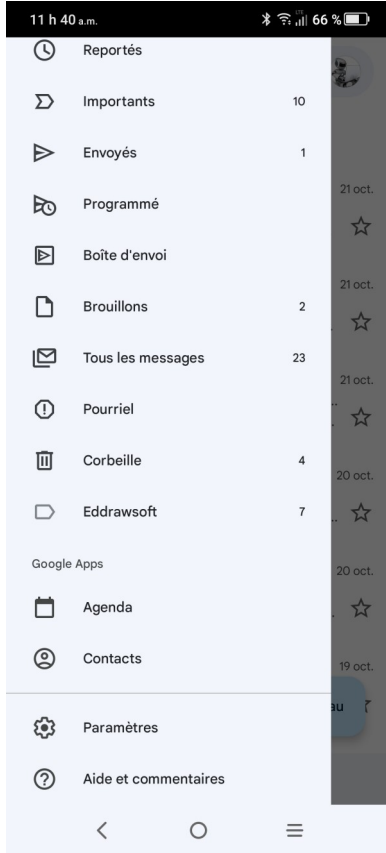 11 h 40 a.m. LTE 66 %
Reportés
Importants 10
Envoyés 1
21 oct.
Programmé
Boîte d'envoi
21 oct.
Brouillons 2
Tous les messages 23
21 oct.
Pourriel
Corbeille 4
20 oct.
Eddrawsoft 7
Google Apps
20 oct.
Agenda
Contacts
19 oct.
au
Paramètres
Aide et commentaires